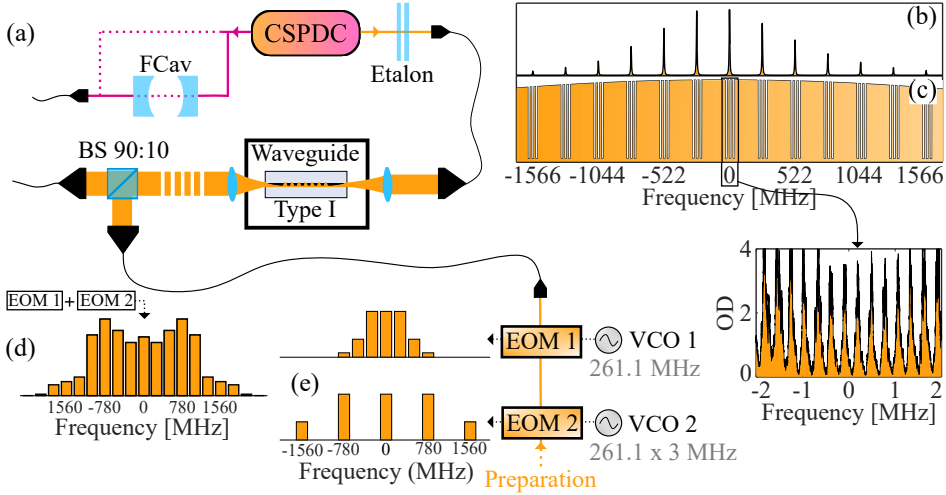 (a)
CSPDC
FCav
Etalon
BS 90:10
Waveguide
Type I
(b)
(c)
-1566 -1044 -522 0 522 1044 1566
Frequency [MHz]
4
OD
2
0
-2 -1 0 1 2
Frequency [MHz]
EOM 1 + EOM 2
(d)
1560 -780 0 780 1560
Frequency [MHz]
(e)
-1560 -780 0 780 1560
Frequency (MHz)
EOM 1
VCO 1
261.1 MHz
EOM 2
VCO 2
261.1 x 3 MHz
Preparation